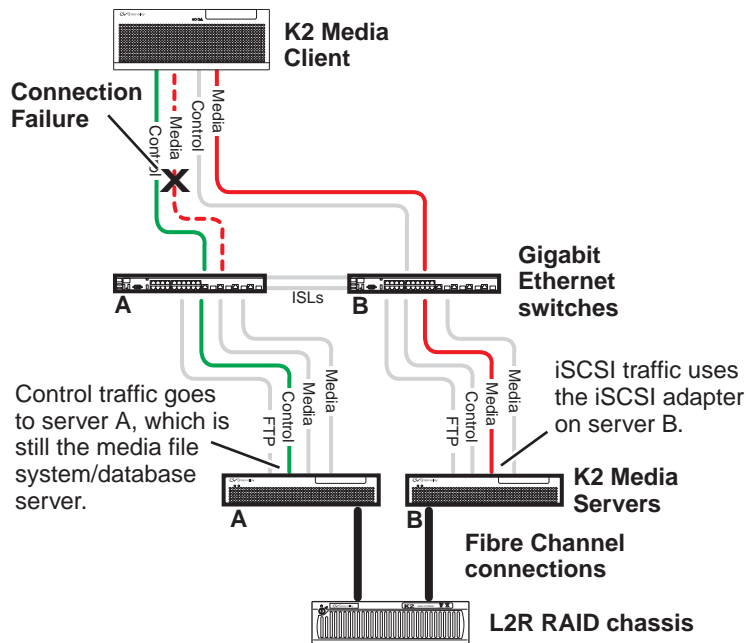 K2 Media
Client
Connection
Failure
Control
Media
Control
Media
Gigabit
Ethernet
switches
A
ISLs
B
Control traffic goes
to server A, which is
still the media file
system/database
server.
FTP
Control
Media
Media
FTP
Control
Media
Media
iSCSI traffic uses
the iSCSI adapter
on server B.
A
B
K2 Media
Servers
Fibre Channel
connections
K2
L2R RAID chassis